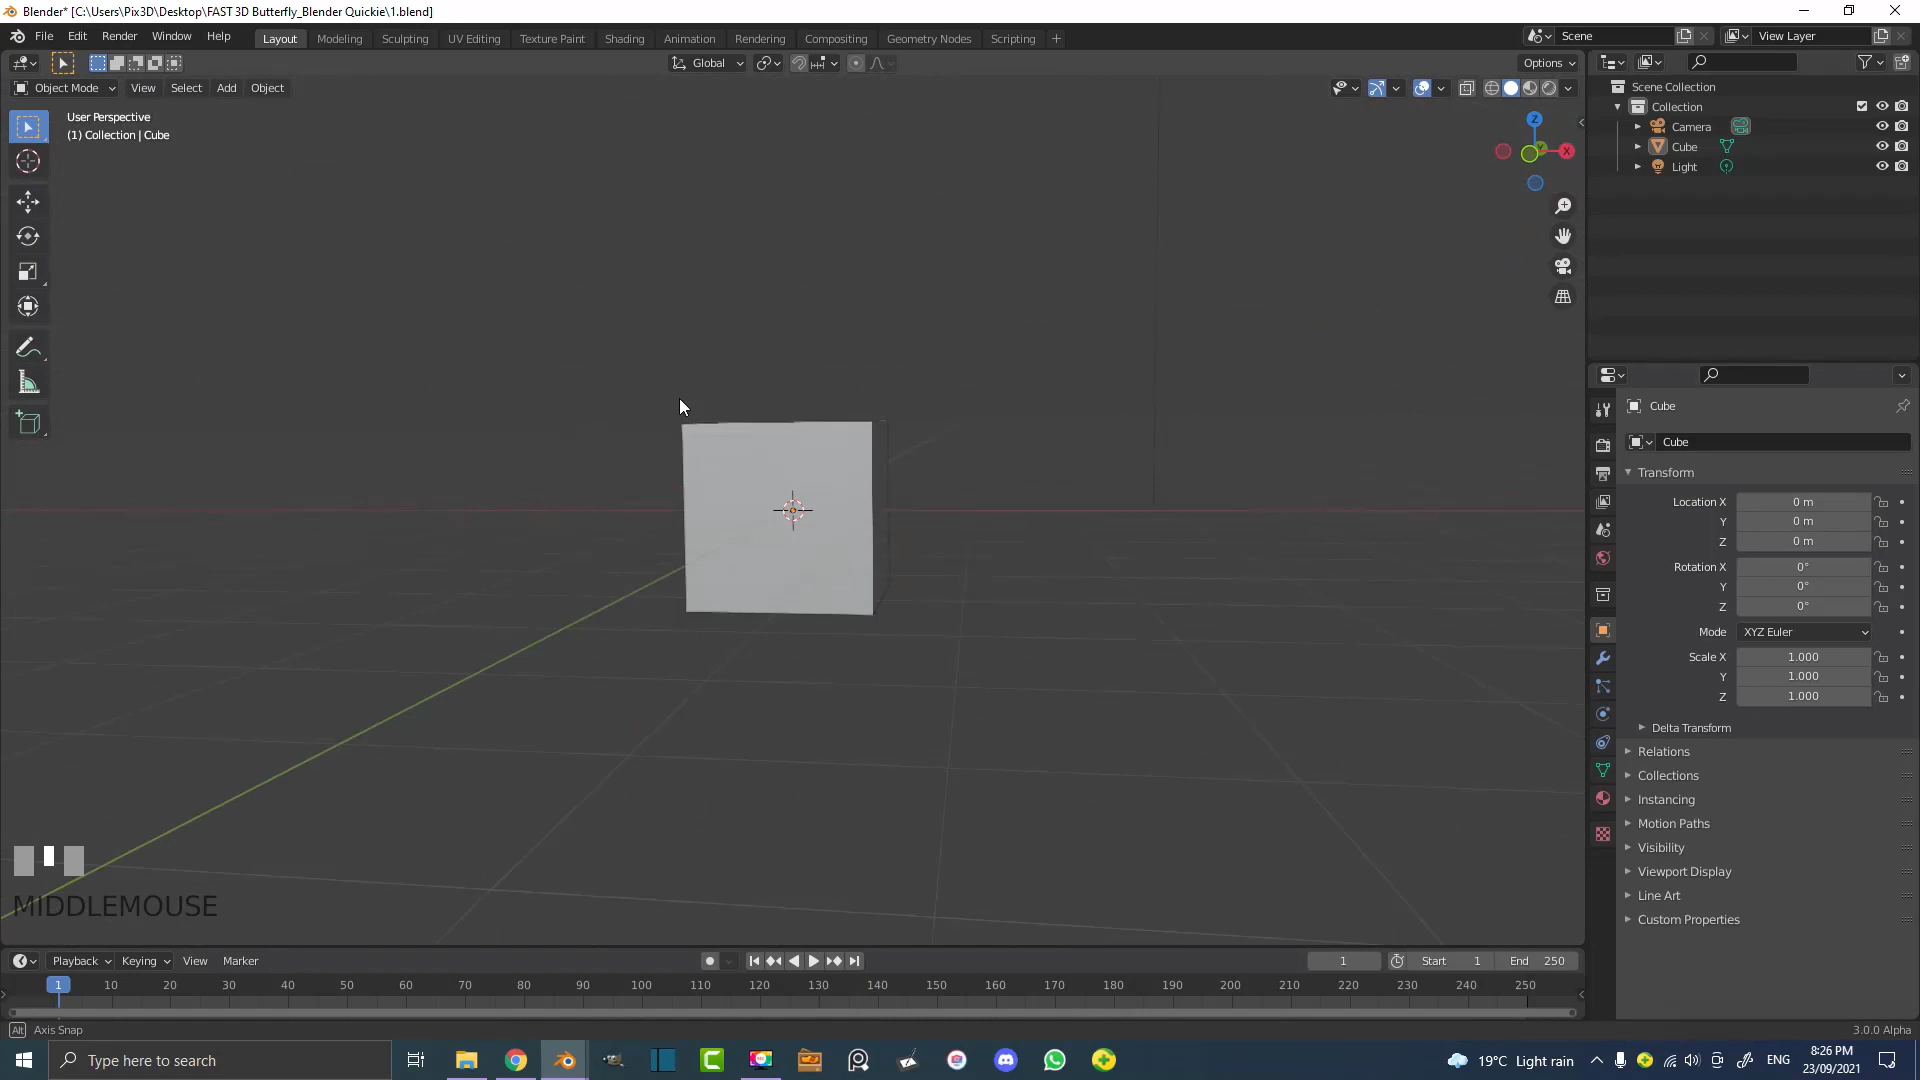 Blender* [C:\Users\Pix3D\Desktop\FAST 3D Butterfly_Blender Quickie\1.blend]
File Edit Render Window Help Layout Modeling Sculpting UV Editing Texture Paint Shading Animation Rendering Compositing Geometry Nodes Scripting Scene View Layer
Global Options
Object Mode View Select Add Object
User Perspective
(1) Collection | Cube
Z
X
Scene Collection
Collection
Camera
Cube
Light
Cube
Cube
Transform
Location X 0 m
Y 0 m
Z 0 m
Rotation X 0°
Y 0°
Z 0°
Mode XYZ Euler
Scale X 1.000
Y 1.000
Z 1.000
Delta Transform
Relations
Collections
Instancing
Motion Paths
Visibility
Viewport Display
Line Art
Custom Properties
MIDDLEMOUSE
Playback Keying View Marker 1 Start 1 End 250
1 10 20 30 40 50 60 70 80 90 100 110 120 130 140 150 160 170 180 190 200 210 220 230 240 250
Alt Axis Snap 3.0.0 Alpha
Type here to search 19°C Light rain ENG 8:26 PM
23/09/2021